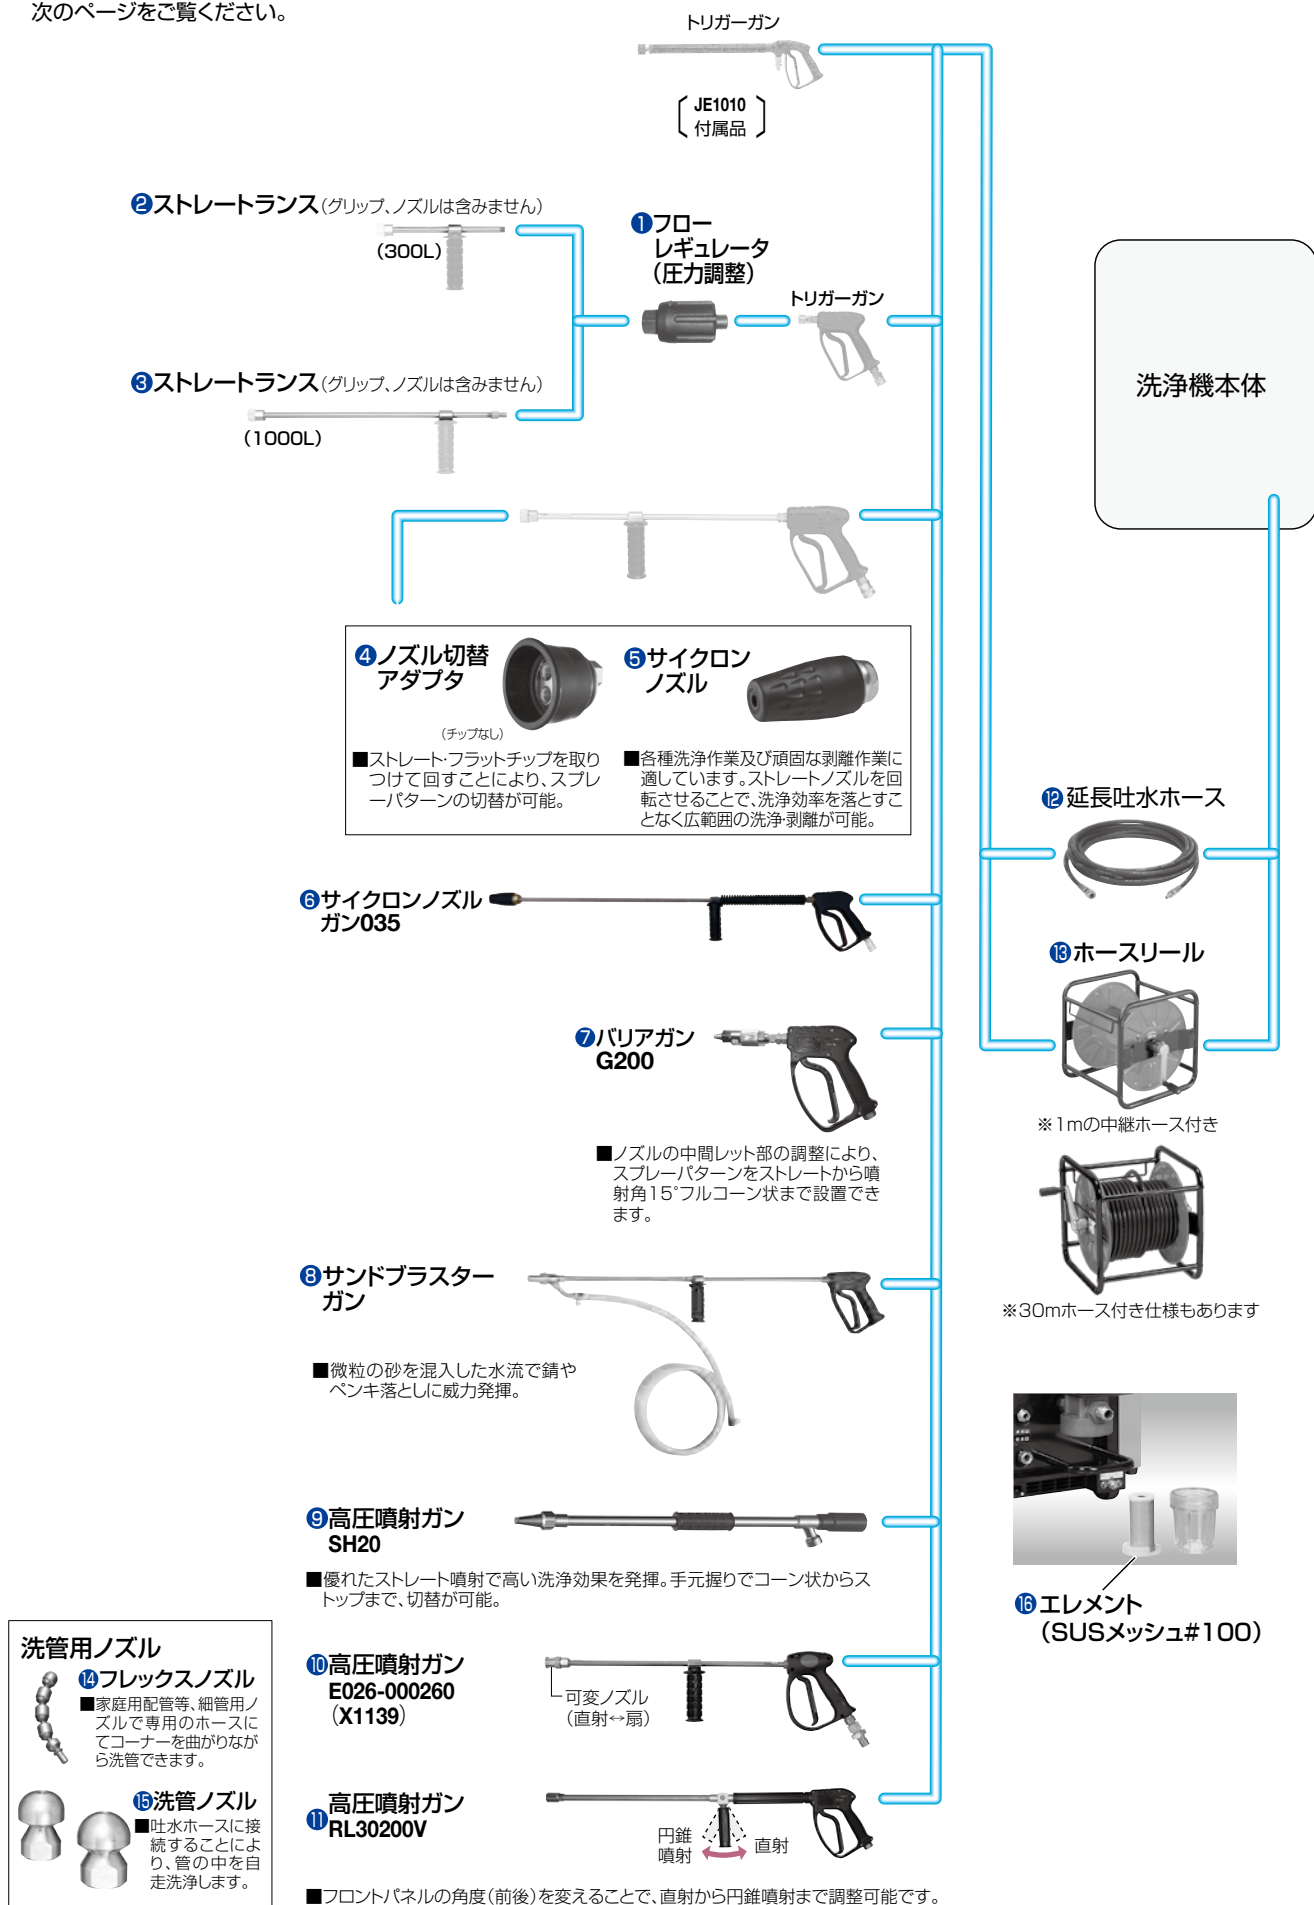 次のページをご覧ください。
トリガーガン
JE1010
付属品
❷ストレートランス(グリップ、ノズルは含みません)
(300L)
❶フロー
レギュレータ
(圧力調整)
トリガーガン
❸ストレートランス(グリップ、ノズルは含みません)
(1000L)
洗浄機本体
❹ノズル切替
アダプタ
(チップなし)
■ストレート・フラットチップを取り
つけて回すことにより、スプレ
ーパターンの切替が可能。
❺サイクロン
ノズル
■各種洗浄作業及び頑固な剥離作業に
適しています。ストレートノズルを回
転させることで、洗浄効率を落とすこ
となく広範囲の洗浄・剥離が可能。
⓬延長吐水ホース
❻サイクロンノズル
ガン035
⓭ホースリール
※1mの中継ホース付き
※30mホース付き仕様もあります
❼バリアガン
G200
■ノズルの中間レット部の調整により、
スプレーパターンをストレートから噴
射角15°フルコーン状まで設置でき
ます。
❽サンドブラスター
ガン
■微粒の砂を混入した水流で錆や
ペンキ落としに威力発揮。
❾高圧噴射ガン
SH20
■優れたストレート噴射で高い洗浄効果を発揮。手元握りでコーン状からス
トップまで、切替が可能。
⓰エレメント
(SUSメッシュ#100)
洗管用ノズル
⓮フレックスノズル
■家庭用配管等、細管用ノ
ズルで専用のホースに
てコーナーを曲がりなが
ら洗管できます。
⓯洗管ノズル
■吐水ホースに接
続することによ
り、管の中を自
走洗浄します。
❿高圧噴射ガン
E026-000260
(X1139)
可変ノズル
(直射↔扇)
⓫高圧噴射ガン
RL30200V
円錐
噴射
直射
■フロントパネルの角度(前後)を変えることで、直射から円錐噴射まで調整可能です。